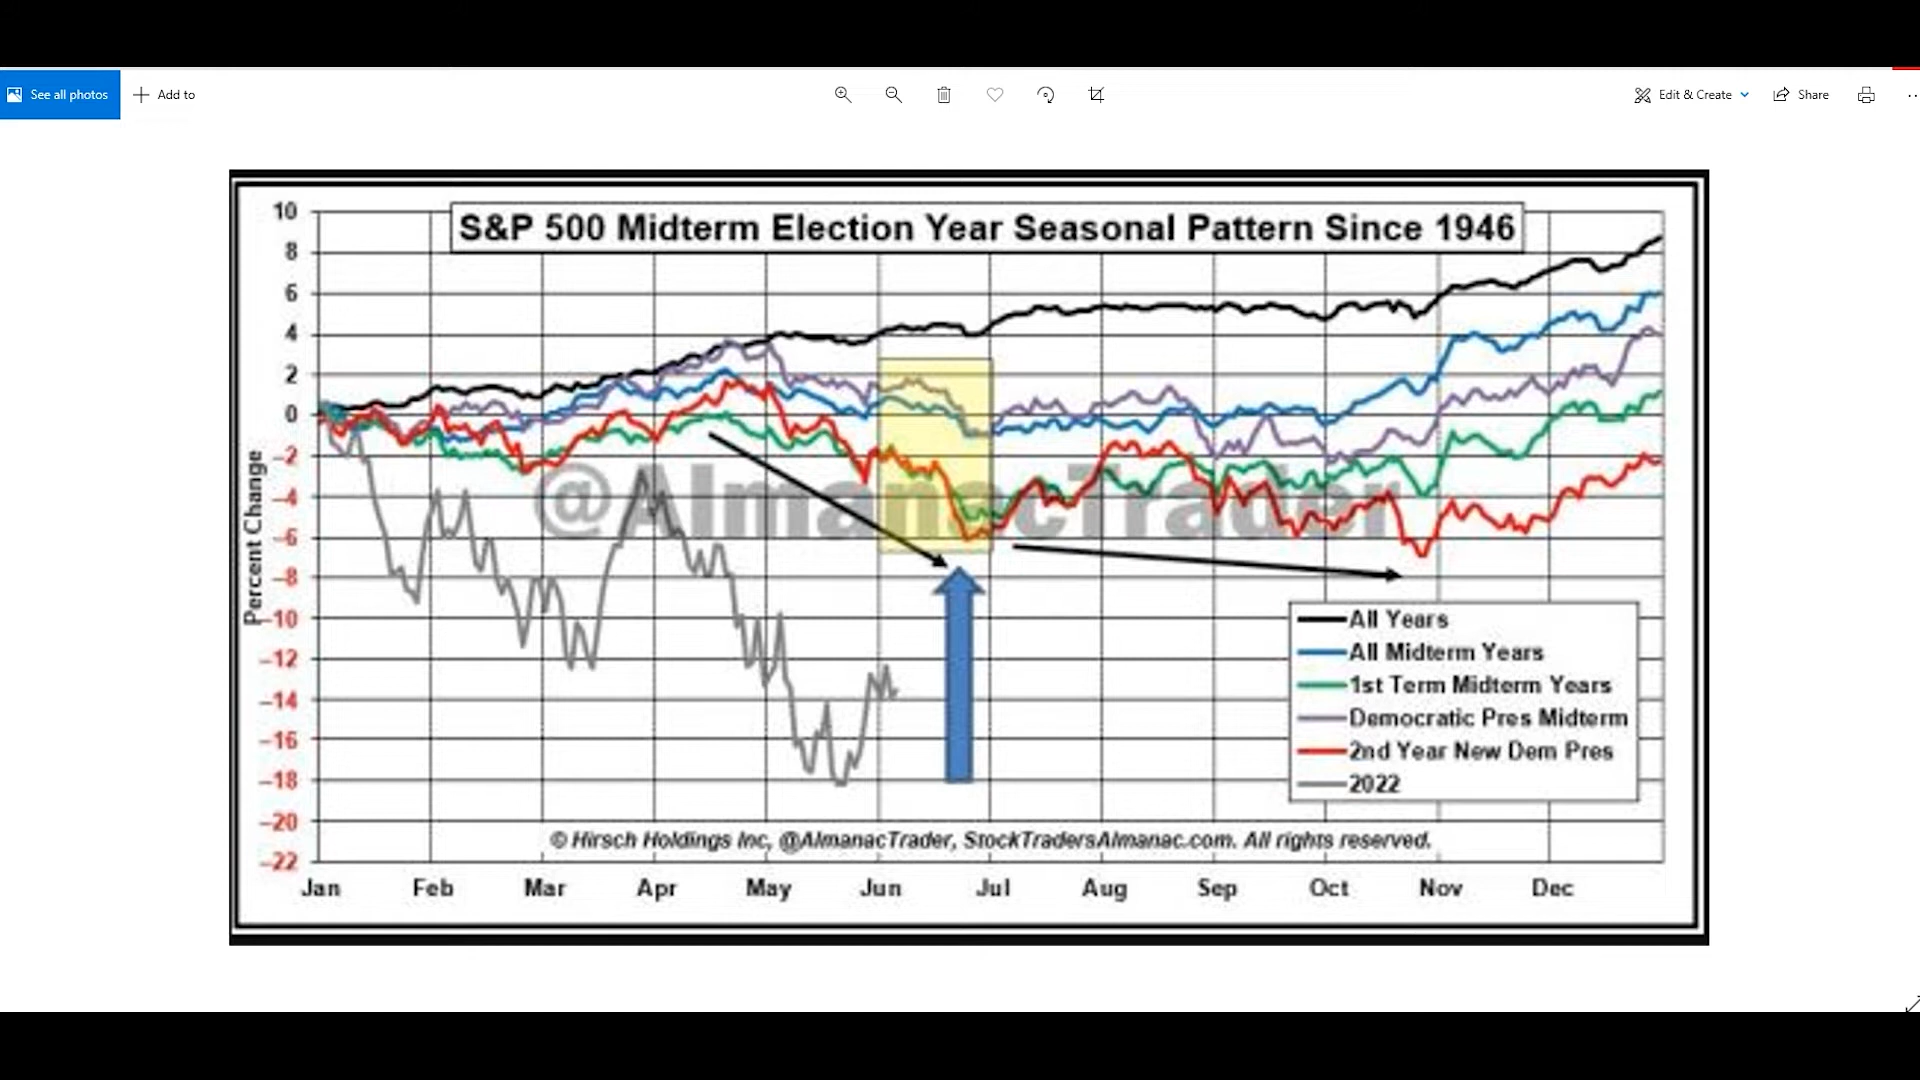 See all photos
Add to
Edit & Create
Share
S&P 500 Midterm Election Year Seasonal Pattern Since 1946
10
8
6
4
2
0
–2
–4
–6
–8
–10
–12
–14
–16
–18
–20
–22
Percent Change
@AlmanacTrader
All Years
All Midterm Years
1st Term Midterm Years
Democratic Pres Midterm
2nd Year New Dem Pres
2022
© Hirsch Holdings Inc, @AlmanacTrader, StockTradersAlmanac.com. All rights reserved.
Jan Feb Mar Apr May Jun Jul Aug Sep Oct Nov Dec